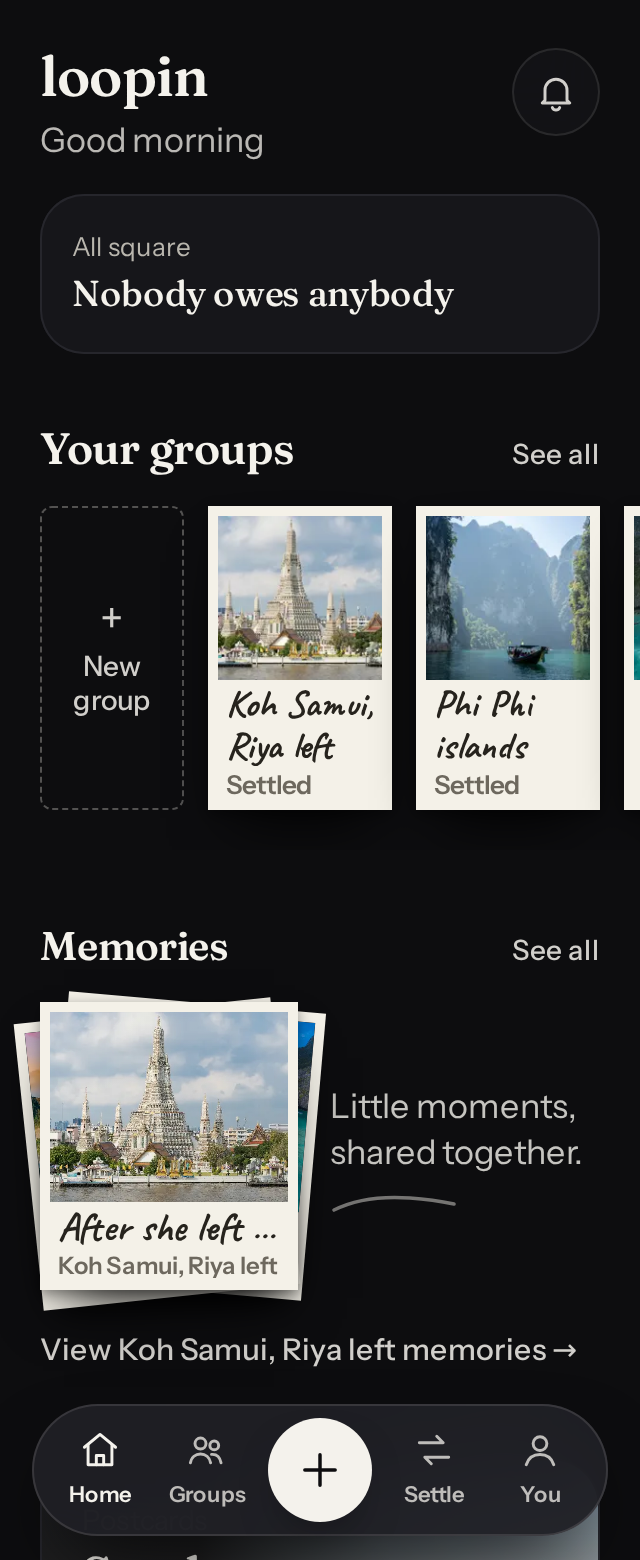 loopin
Good morning
All square
Nobody owes anybody
Your groups
See all
+
New
group
Koh Samui,
Riya left
Settled
Phi Phi
islands
Settled
Memories
See all
Little moments,
shared together.
After she left ...
Koh Samui, Riya left
View Koh Samui, Riya left memories →
Home
Groups
Settle
You